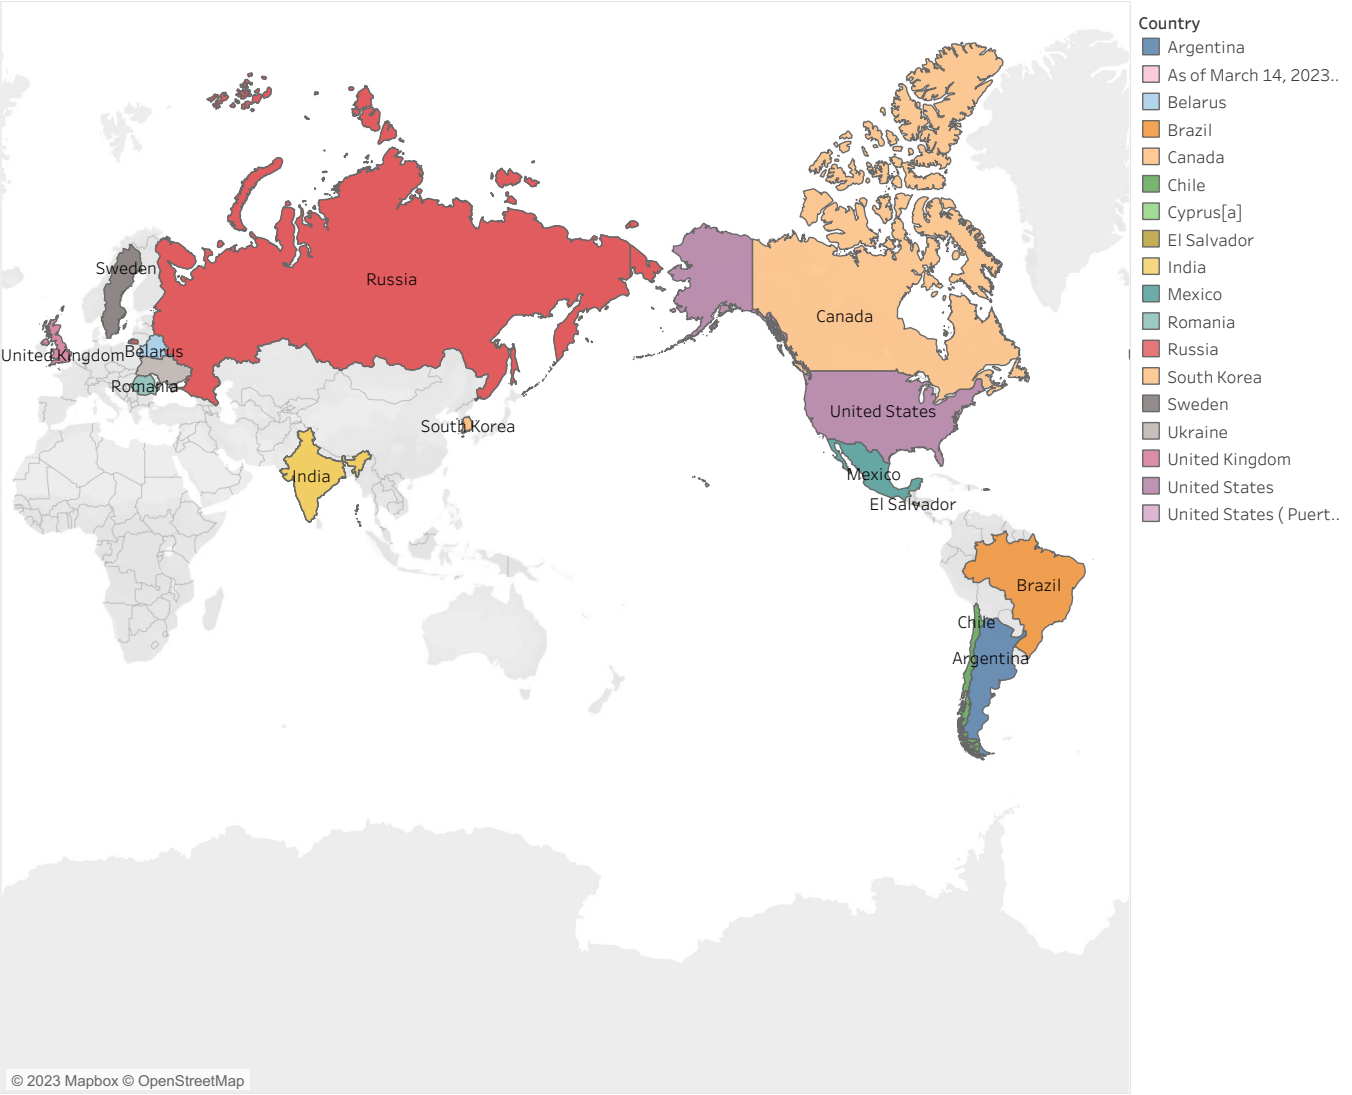 Sweden
Russia
United Kingdom
Belarus
Romania
South Korea
India
Canada
United States
Mexico
El Salvador
Brazil
Chile
Argentina
© 2023 Mapbox © OpenStreetMap
Country
Argentina
As of March 14, 2023..
Belarus
Brazil
Canada
Chile
Cyprus[a]
El Salvador
India
Mexico
Romania
Russia
South Korea
Sweden
Ukraine
United Kingdom
United States
United States ( Puert..